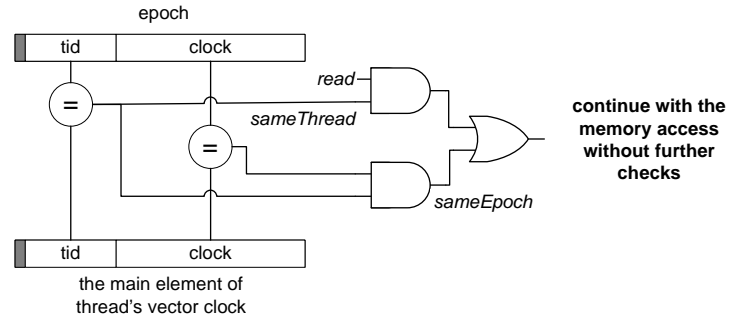 epoch
tid clock
read
=
sameThread
continue with the
memory access
without further
checks
=
sameEpoch
tid clock
the main element of
thread's vector clock